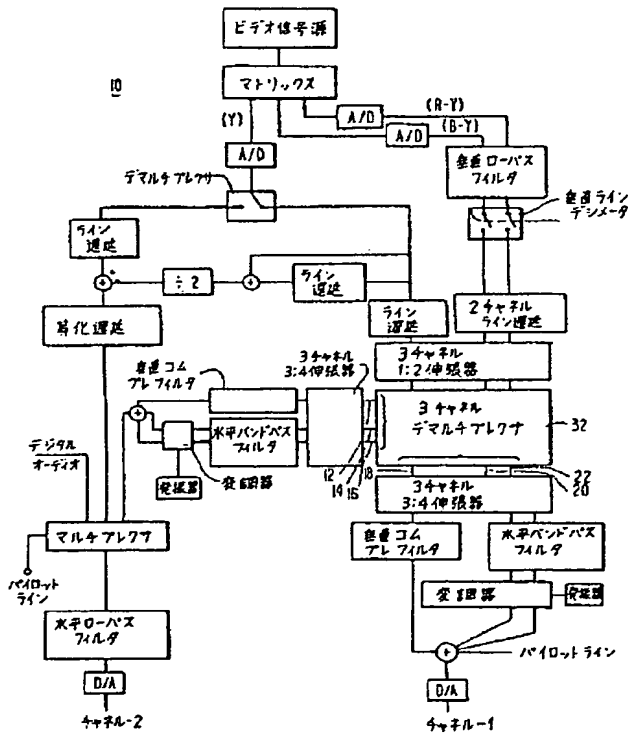 ビデオ信号源
10
マトリックス
(R-Y)
A/D
(B-Y)
A/D
(Y)
A/D
垂直ローパス
フィルタ
デマルチプレクサ
垂直ライン
デシメータ
ライン
遅延
÷2
ライン
遅延
ライン
遅延
2チャネル
ライン遅延
等化遅延
3チャネル
1:2伸張器
3チャネル
3:4伸張器
垂直コム
プレフィルタ
3チャネル
デマルチプレクサ
32
水平バンドパス
フィルタ
デジタル
オーディオ
変調器
発振器
12
14
16
18
22
20
3チャネル
3:4伸張器
マルチプレクサ
垂直コム
プレフィルタ
水平バンドパス
フィルタ
パイロット
ライン
変調器
発振器
水平ローパス
フィルタ
パイロットライン
D/A
D/A
チャネル-2
チャネル-1